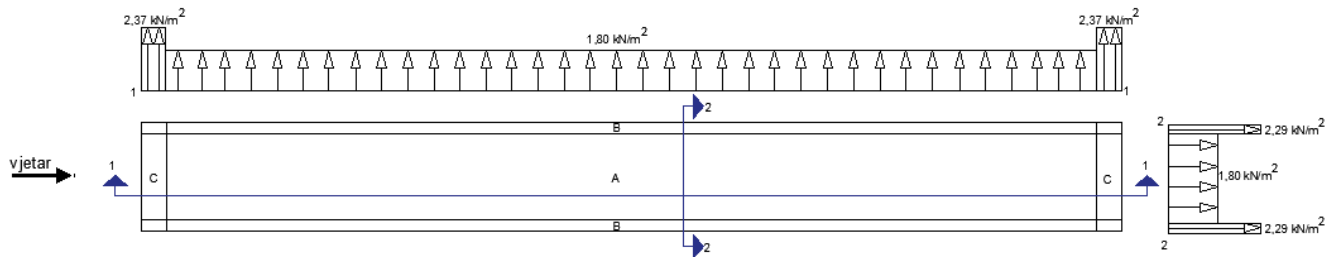 2,37 kN/m²
2,37 kN/m²
1,80 kN/m²
1
1
2
B
2
2,29 kN/m²
vjetar
1
C
A
C
1
1,80 kN/m²
B
2
2,29 kN/m²
2